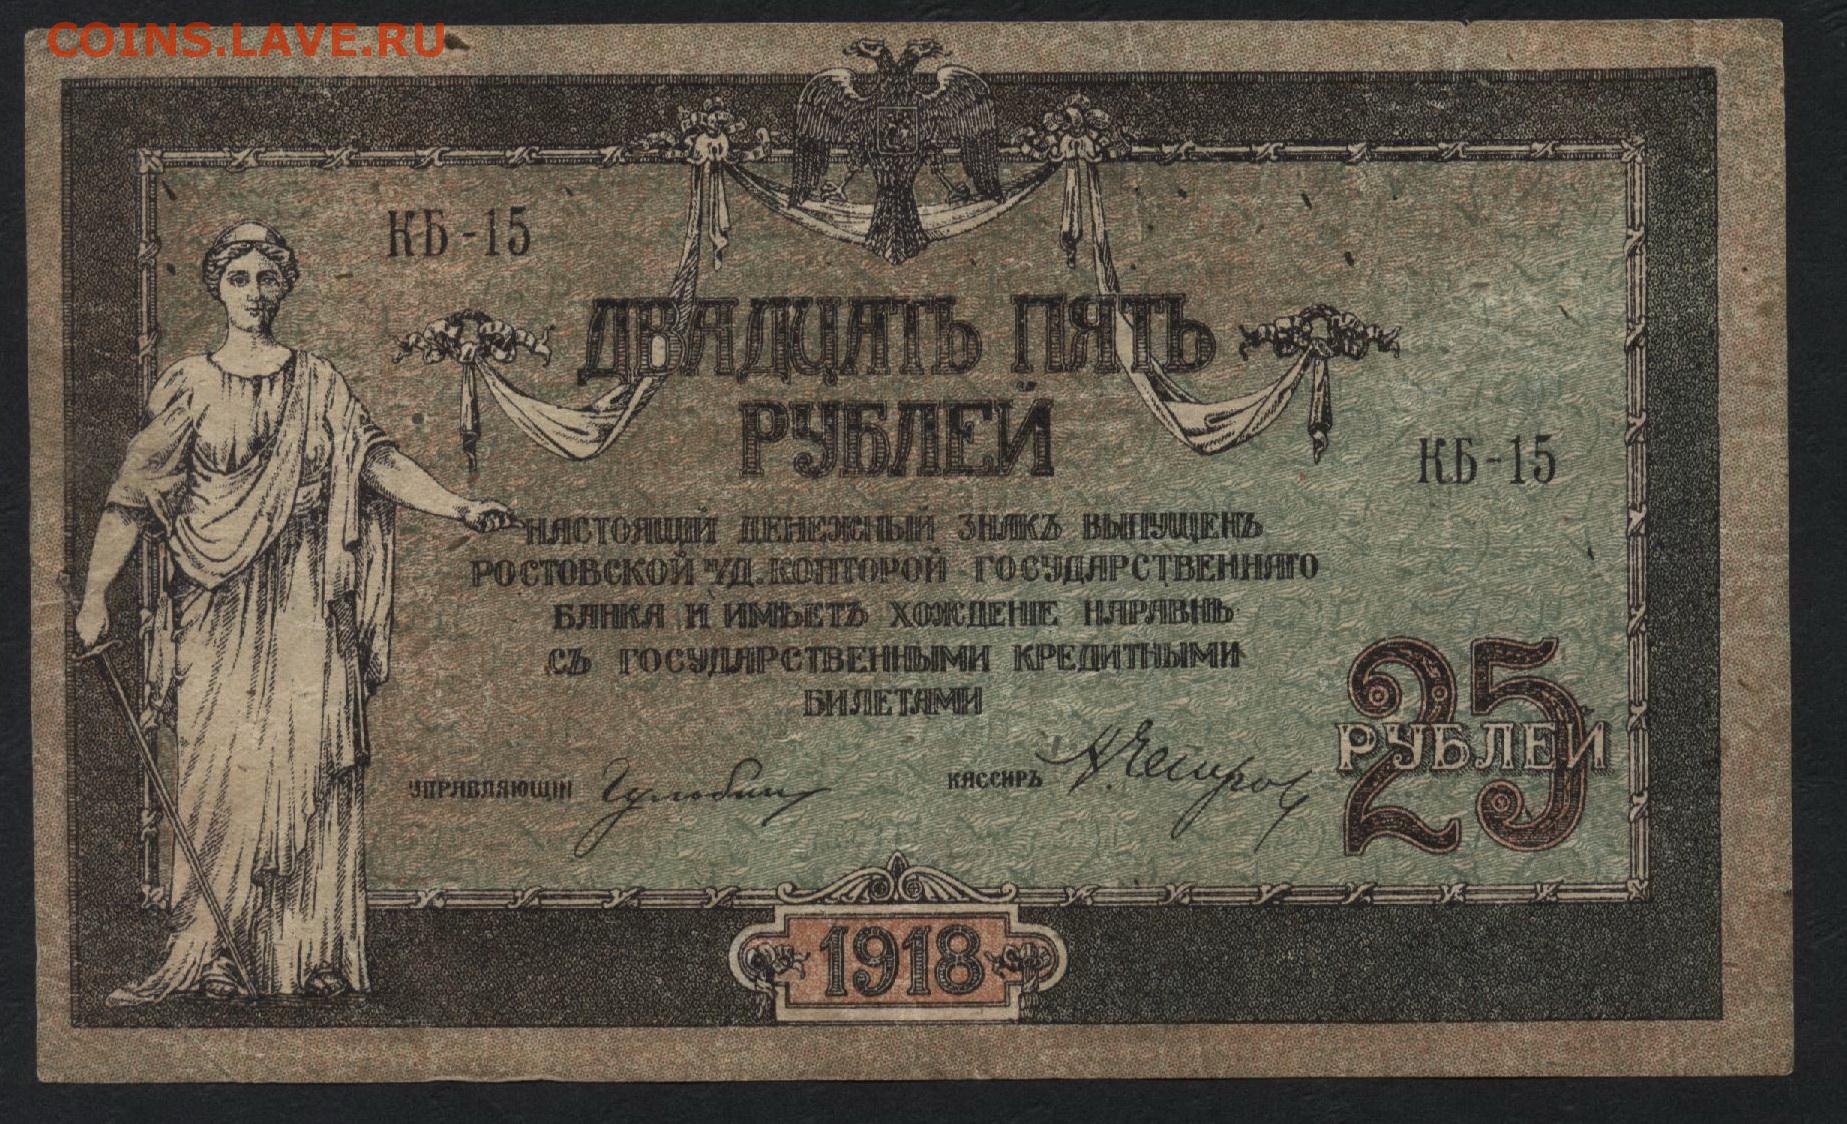 COINS.LAVE.RU
КБ-15
ДВАДЦАТЬ ПЯТЬ
РУБЛЕЙ
КБ-15
НАСТОЯЩІЙ ДЕНЕЖНЫЙ ЗНАКЪ ВЫПУЩЕНЪ
РОСТОВСКОЙ Н/Д. КОНТОРОЙ ГОСУДАРСТВЕННАГО
БАНКА И ИМѢЕТЪ ХОЖДЕНІЕ НАРАВНѢ
СЪ ГОСУДАРСТВЕННЫМИ КРЕДИТНЫМИ
БИЛЕТАМИ
25
РУБЛЕЙ
УПРАВЛЯЮЩІЙ
КАССИРЪ
1918